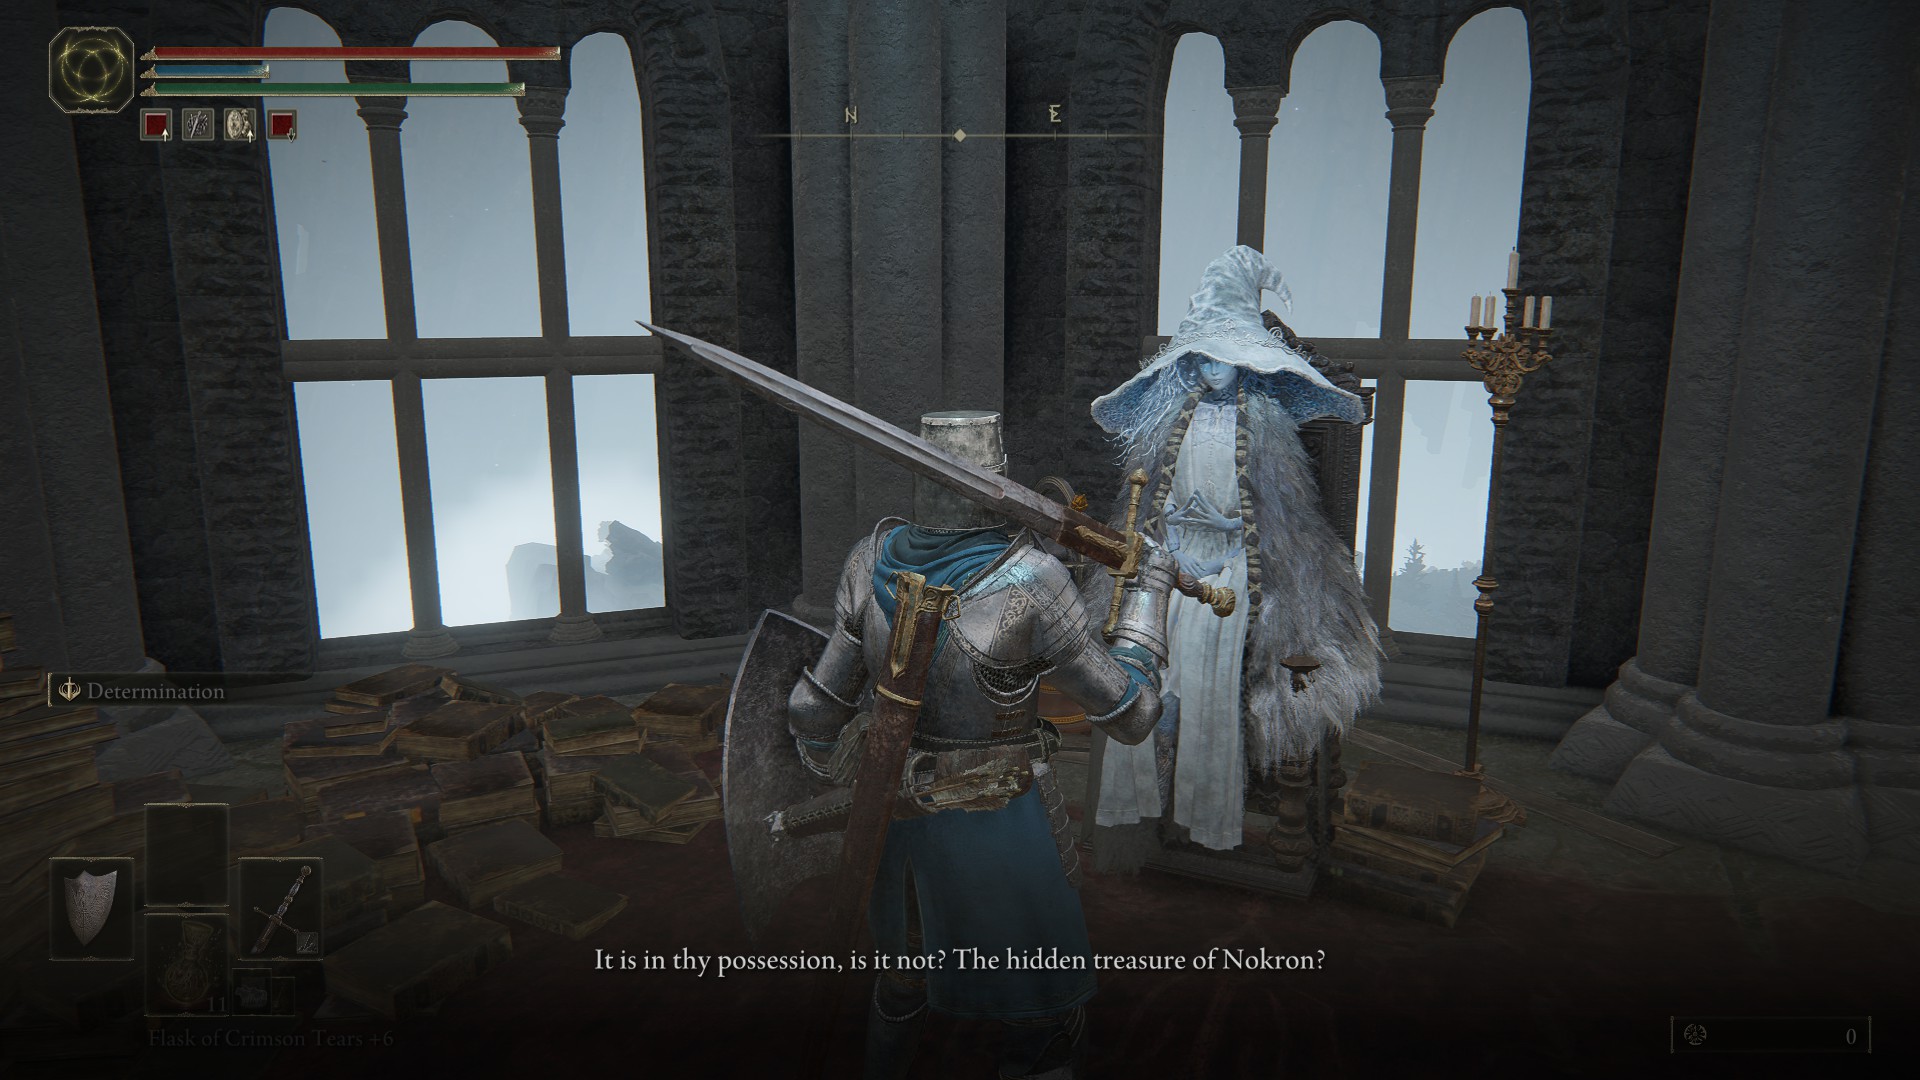 N
E
Determination
It is in thy possession, is it not? The hidden treasure of Nokron?
11
Flask of Crimson Tears +6
0